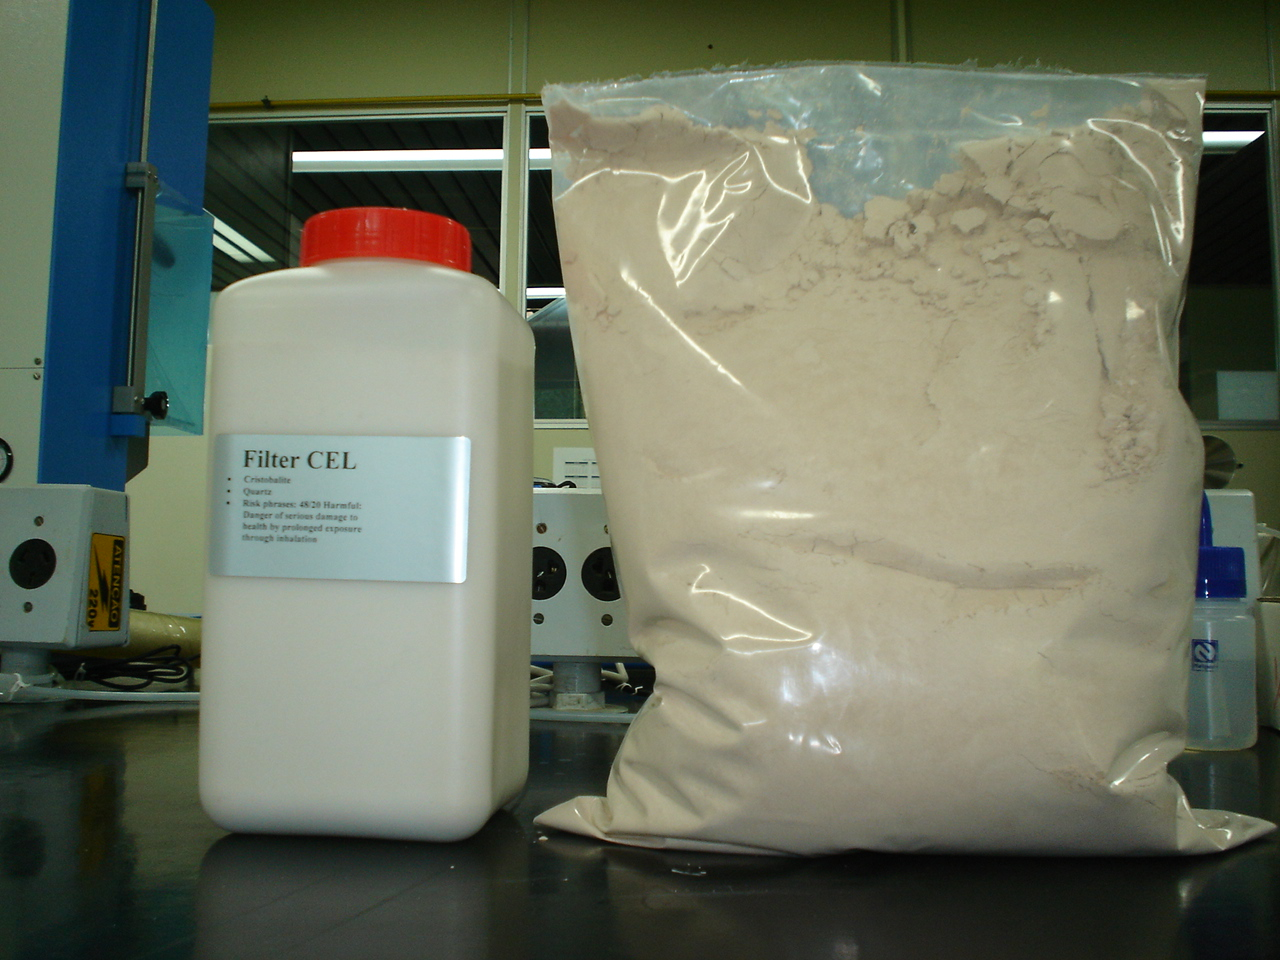 Filter CEL
• Cristobalite
• Quartz
• Risk phrases: 48/20 Harmful:
Danger of serious damage to
health by prolonged exposure
through inhalation
ATENÇÃO
220v